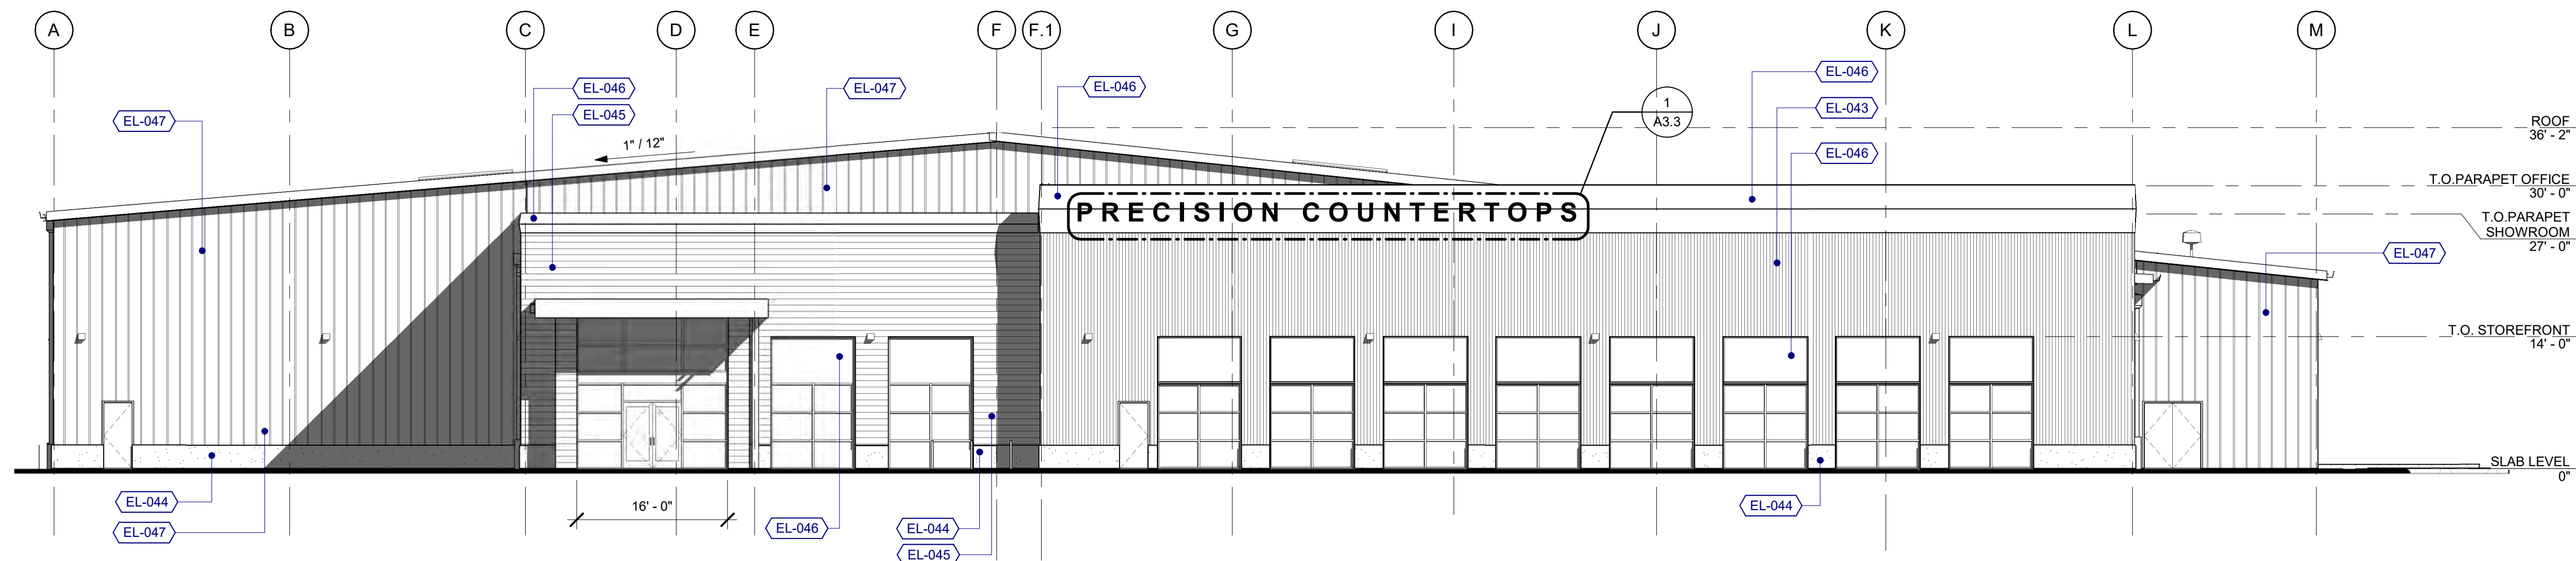 A B C D E F F.1 G I J K L M
EL-046
EL-047
EL-046
EL-046
EL-047
EL-045
1
A3.3
EL-043
ROOF
36' - 2"
1" / 12"
EL-046
T.O.PARAPET OFFICE
30' - 0"
PRECISION COUNTERTOPS
T.O.PARAPET
SHOWROOM
27' - 0"
EL-047
T.O. STOREFRONT
14' - 0"
SLAB LEVEL
0"
EL-044
16' - 0"
EL-044
EL-047
EL-046
EL-044
EL-045